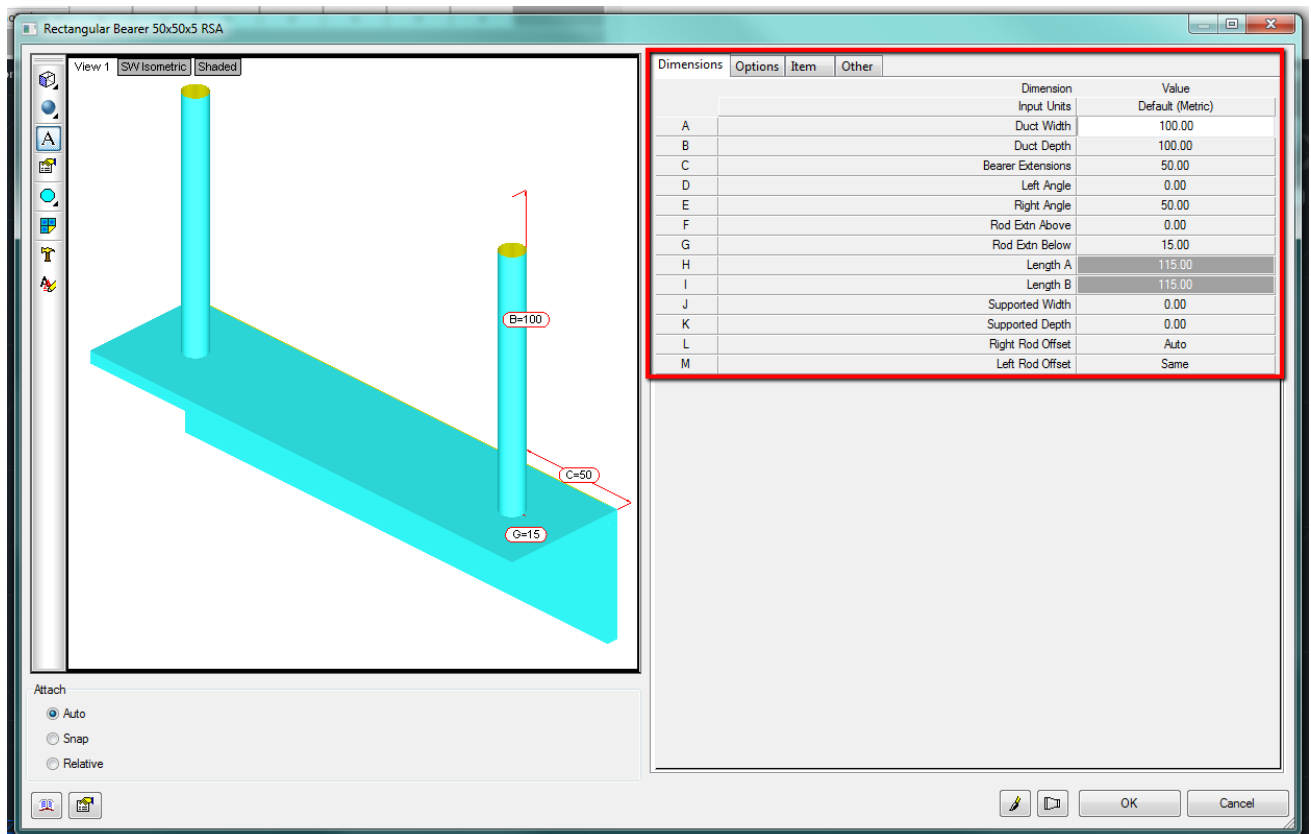 Rectangular Bearer 50x50x5 RSA
View 1 SW Isometric Shaded
A
B=100
C=50
G=15
Dimensions Options Item Other
Dimension Value
Input Units Default (Metric)
A Duct Width 100.00
B Duct Depth 100.00
C Bearer Extensions 50.00
D Left Angle 0.00
E Right Angle 50.00
F Rod Extn Above 0.00
G Rod Extn Below 15.00
H Length A 115.00
I Length B 115.00
J Supported Width 0.00
K Supported Depth 0.00
L Right Rod Offset Auto
M Left Rod Offset Same
Attach
Auto
Snap
Relative
OK Cancel